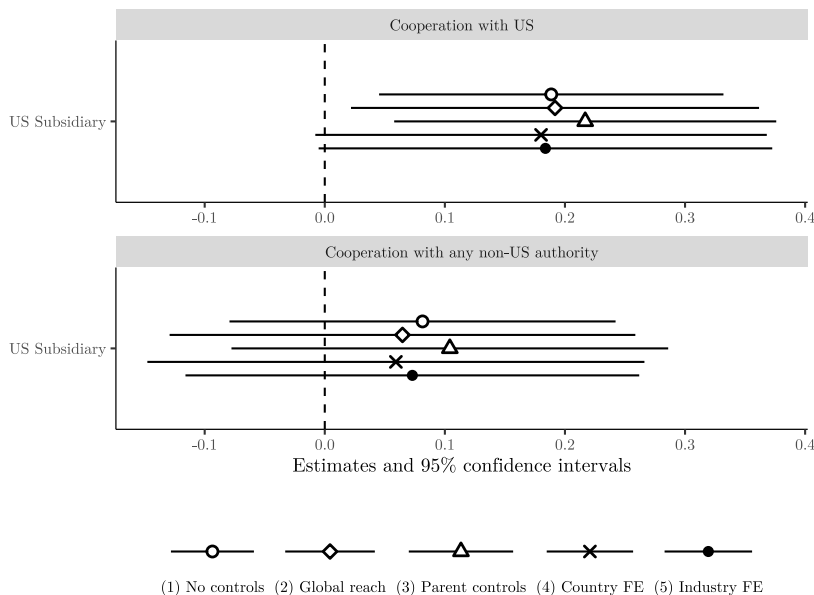 Cooperation with US
US Subsidiary
-0.1 0.0 0.1 0.2 0.3 0.4
Cooperation with any non-US authority
US Subsidiary
-0.1 0.0 0.1 0.2 0.3 0.4
Estimates and 95% confidence intervals
(1) No controls (2) Global reach (3) Parent controls (4) Country FE (5) Industry FE